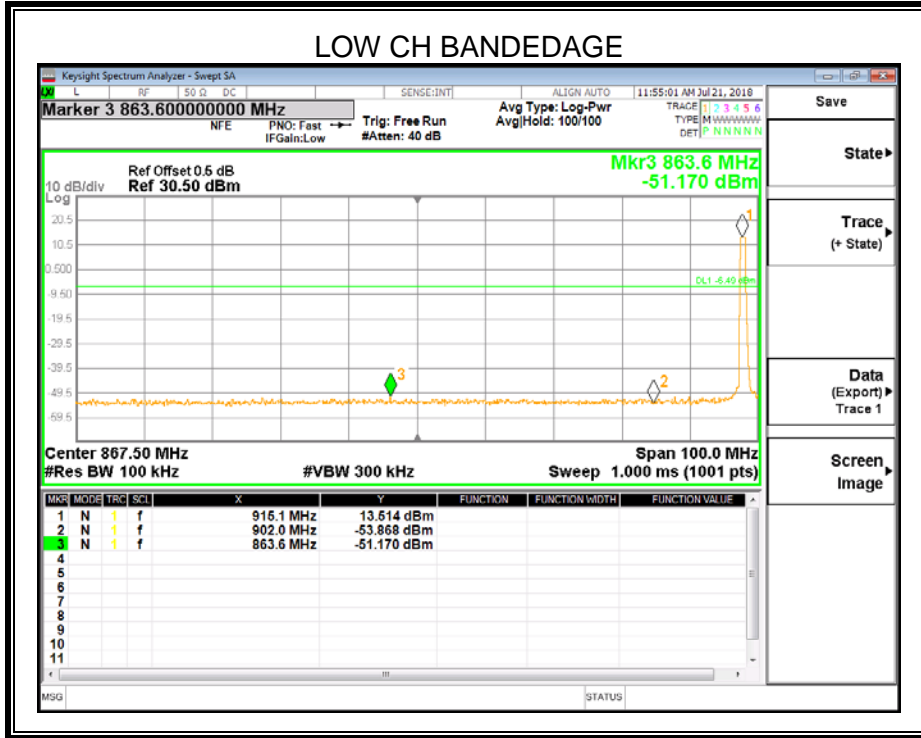 LOW CH BANDEDAGE
Keysight Spectrum Analyzer - Swept SA
LXI L RF 50 Ω DC SENSE:INT ALIGN AUTO 11:55:01 AM Jul 21, 2018
Marker 3 863.600000000 MHz
NFE PNO: Fast Trig: Free Run
IFGain:Low #Atten: 40 dB
Avg Type: Log-Pwr
Avg|Hold: 100/100
TRACE 1 2 3 4 5 6
TYPE M WWWWW
DET P N N N N N
Ref Offset 0.5 dB
10 dB/div Ref 30.50 dBm
Log
Mkr3 863.6 MHz
-51.170 dBm
20.5
10.5
0.500
-9.50
-19.5
-29.5
-39.5
-49.5
-59.5
1
DL1 -6.49 dBm
3
2
Center 867.50 MHz Span 100.0 MHz
#Res BW 100 kHz #VBW 300 kHz Sweep 1.000 ms (1001 pts)
MKR MODE TRC SCL X Y FUNCTION FUNCTION WIDTH FUNCTION VALUE
1 N 1 f 915.1 MHz 13.514 dBm
2 N 1 f 902.0 MHz -53.868 dBm
3 N 1 f 863.6 MHz -51.170 dBm
4
5
6
7
8
9
10
11
MSG STATUS
Save
State
Trace
(+ State)
Data
(Export)
Trace 1
Screen
Image